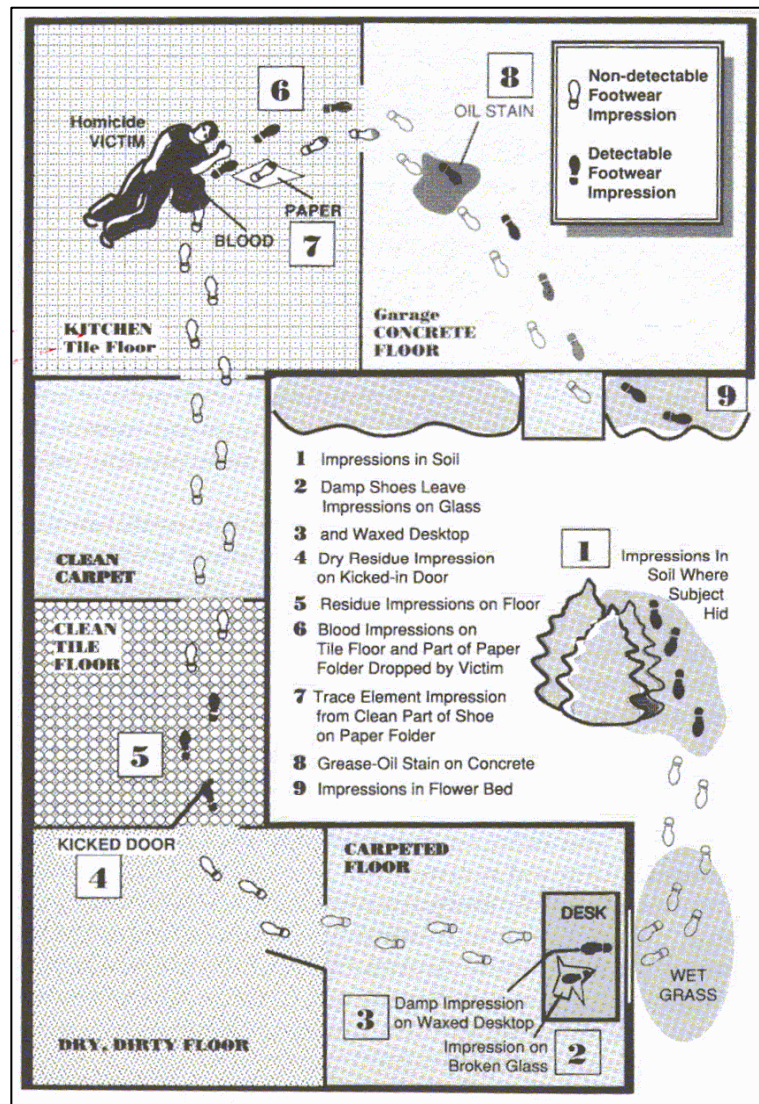 6
8
Homicide
VICTIM
OIL STAIN
Non-detectable
Footwear
Impression
Detectable
Footwear
Impression
PAPER
BLOOD
7
KITCHEN
Tile Floor
Garage
CONCRETE
FLOOR
9
1 Impressions in Soil
2 Damp Shoes Leave
Impressions on Glass
3 and Waxed Desktop
4 Dry Residue Impression
on Kicked-in Door
5 Residue Impressions on Floor
6 Blood Impressions on
Tile Floor and Part of Paper
Folder Dropped by Victim
7 Trace Element Impression
from Clean Part of Shoe
on Paper Folder
8 Grease-Oil Stain on Concrete
9 Impressions in Flower Bed
1
Impressions In
Soil Where
Subject
Hid
CLEAN
CARPET
CLEAN
TILE
FLOOR
5
KICKED DOOR
4
CARPETED
FLOOR
DESK
WET
GRASS
3
Damp Impression
on Waxed Desktop
Impression on
Broken Glass
2
DRY, DIRTY FLOOR